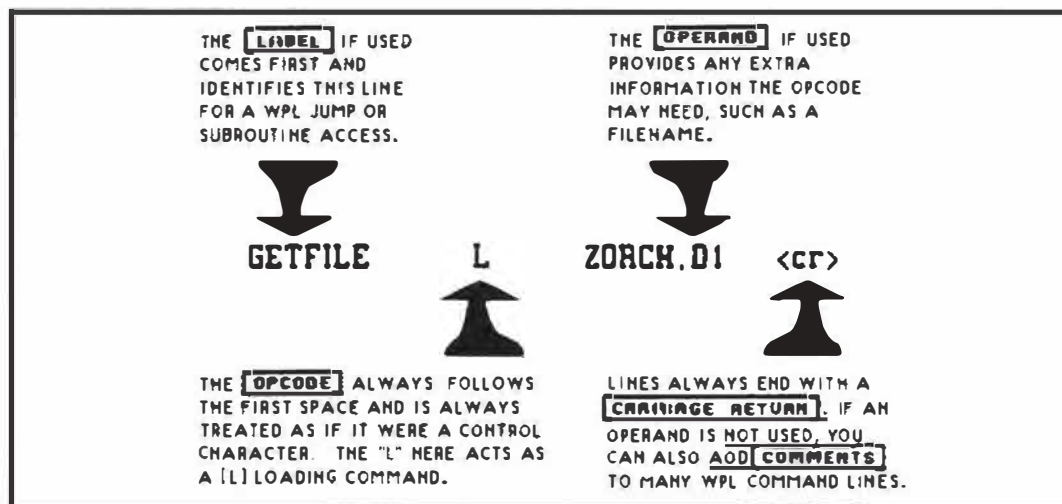 THE LABEL IF USED
COMES FIRST AND
IDENTIFIES THIS LINE
FOR A WPL JUMP OR
SUBROUTINE ACCESS.
THE OPERAND IF USED
PROVIDES ANY EXTRA
INFORMATION THE OPCODE
MAY NEED, SUCH AS A
FILENAME.
GETFILE L ZORCH,D1 <cr>
THE OPCODE ALWAYS FOLLOWS
THE FIRST SPACE AND IS ALWAYS
TREATED AS IF IT WERE A CONTROL
CHARACTER. THE "L" HERE ACTS AS
A [L] LOADING COMMAND.
LINES ALWAYS END WITH A
CARRIAGE RETURN. IF AN
OPERAND IS NOT USED, YOU
CAN ALSO ADD COMMENTS
TO MANY WPL COMMAND LINES.